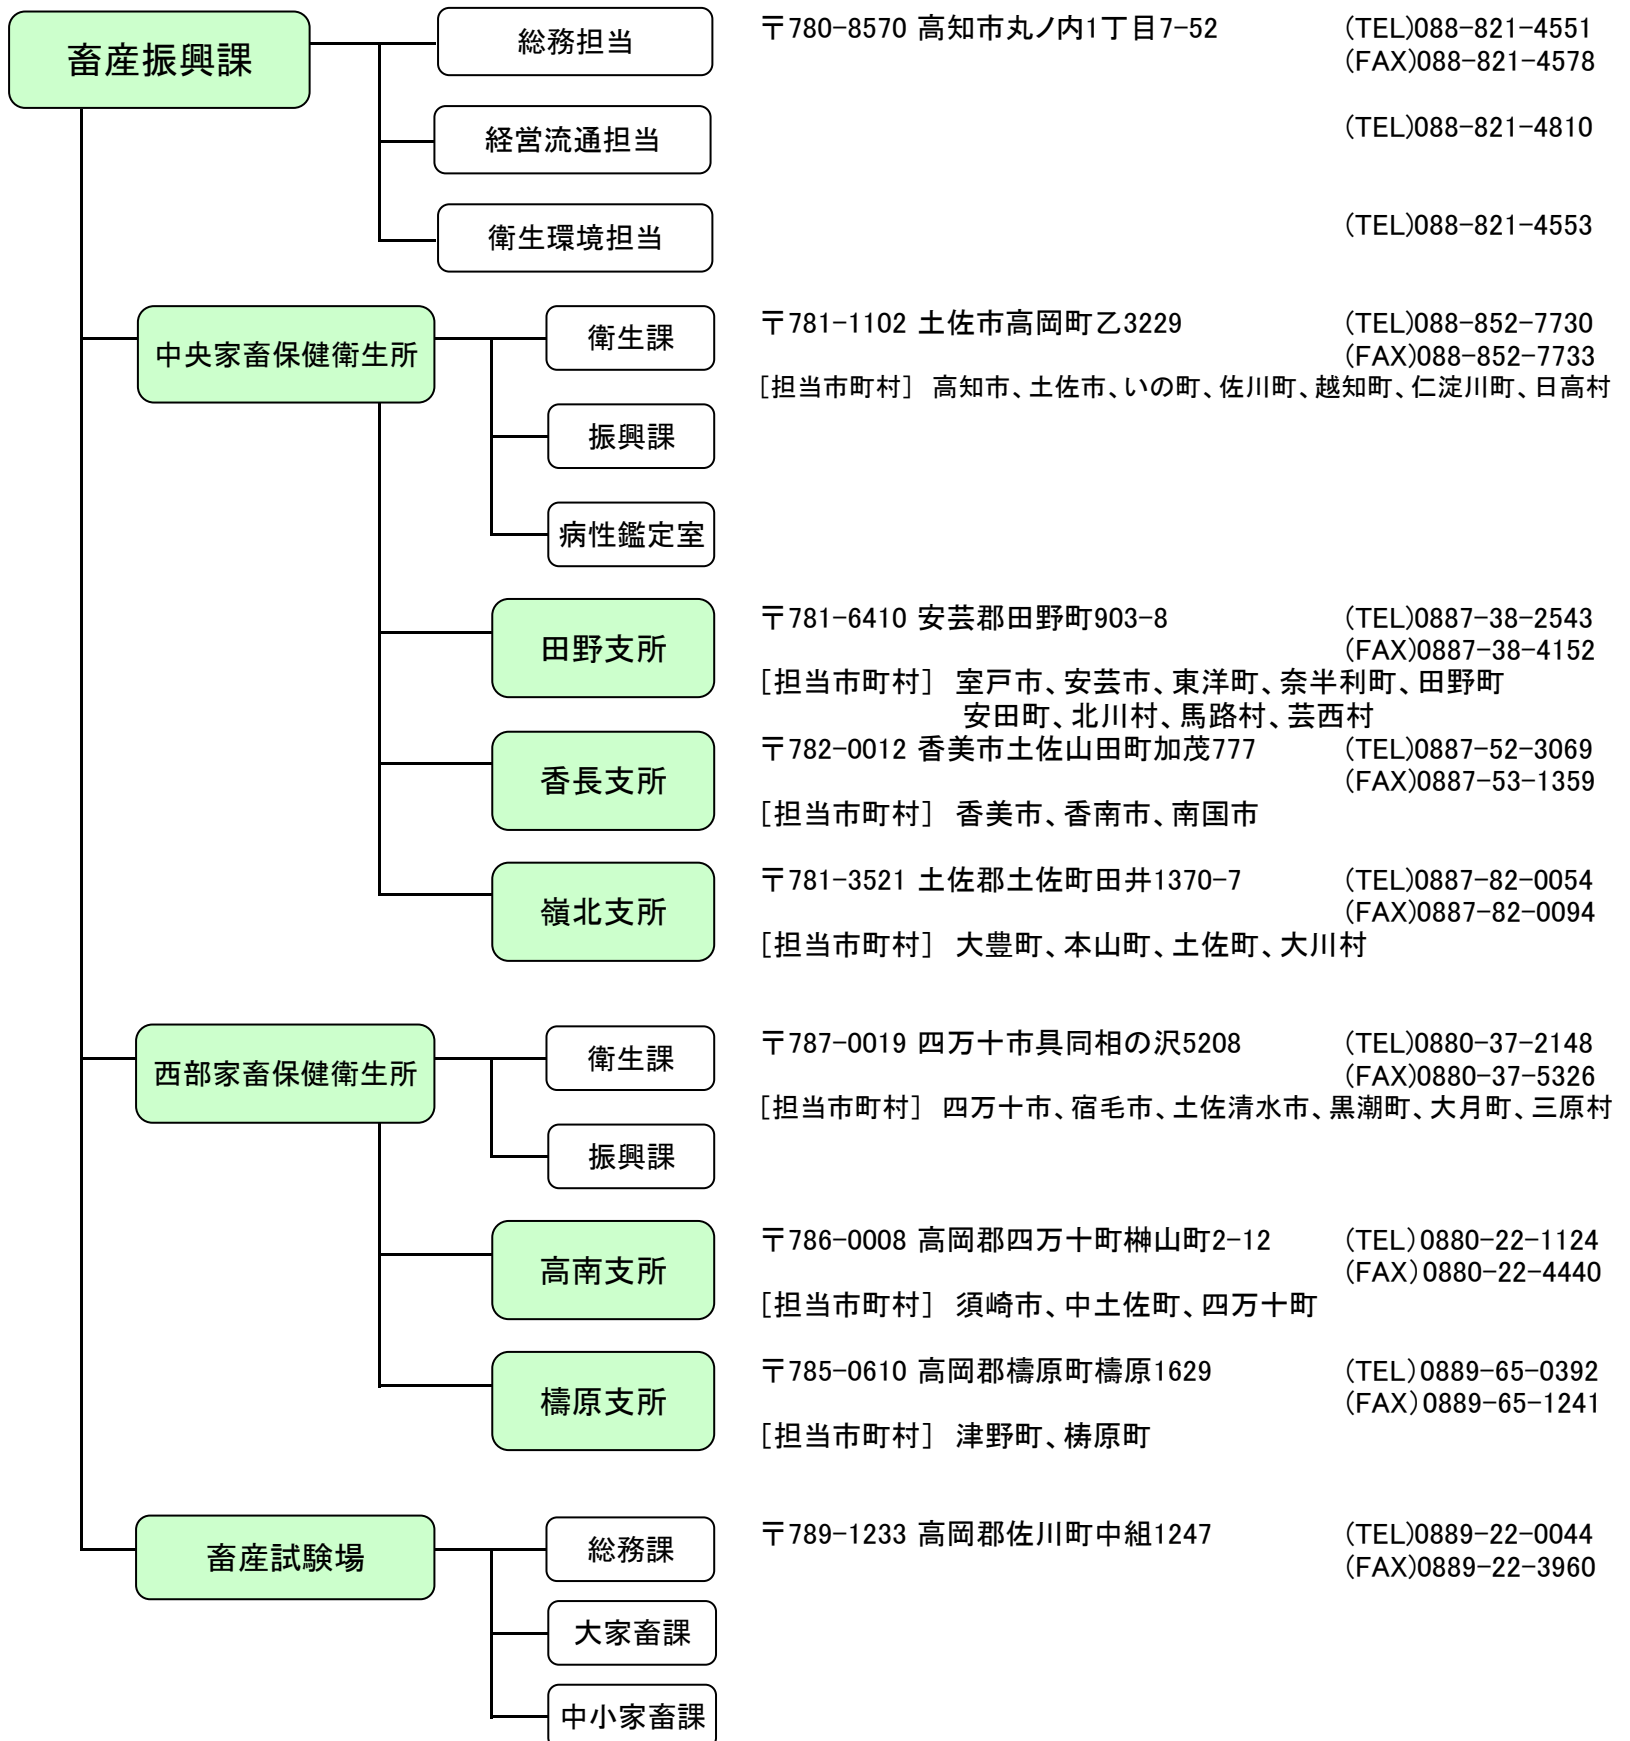 畜産振興課
総務担当
〒780-8570 高知市丸ノ内1丁目7-52 (TEL)088-821-4551
(FAX)088-821-4578
経営流通担当
(TEL)088-821-4810
衛生環境担当
(TEL)088-821-4553
中央家畜保健衛生所
衛生課
〒781-1102 土佐市高岡町乙3229 (TEL)088-852-7730
(FAX)088-852-7733
［担当市町村］ 高知市、土佐市、いの町、佐川町、越知町、仁淀川町、日高村
振興課
病性鑑定室
田野支所
〒781-6410 安芸郡田野町903-8 (TEL)0887-38-2543
(FAX)0887-38-4152
［担当市町村］ 室戸市、安芸市、東洋町、奈半利町、田野町
安田町、北川村、馬路村、芸西村
香長支所
〒782-0012 香美市土佐山田町加茂777 (TEL)0887-52-3069
(FAX)0887-53-1359
［担当市町村］ 香美市、香南市、南国市
嶺北支所
〒781-3521 土佐郡土佐町田井1370-7 (TEL)0887-82-0054
(FAX)0887-82-0094
［担当市町村］ 大豊町、本山町、土佐町、大川村
西部家畜保健衛生所
衛生課
〒787-0019 四万十市具同相の沢5208 (TEL)0880-37-2148
(FAX)0880-37-5326
［担当市町村］ 四万十市、宿毛市、土佐清水市、黒潮町、大月町、三原村
振興課
高南支所
〒786-0008 高岡郡四万十町榊山町2-12 (TEL)0880-22-1124
(FAX)0880-22-4440
［担当市町村］ 須崎市、中土佐町、四万十町
檮原支所
〒785-0610 高岡郡檮原町檮原1629 (TEL)0889-65-0392
(FAX)0889-65-1241
［担当市町村］ 津野町、梼原町
畜産試験場
総務課
〒789-1233 高岡郡佐川町中組1247 (TEL)0889-22-0044
(FAX)0889-22-3960
大家畜課
中小家畜課